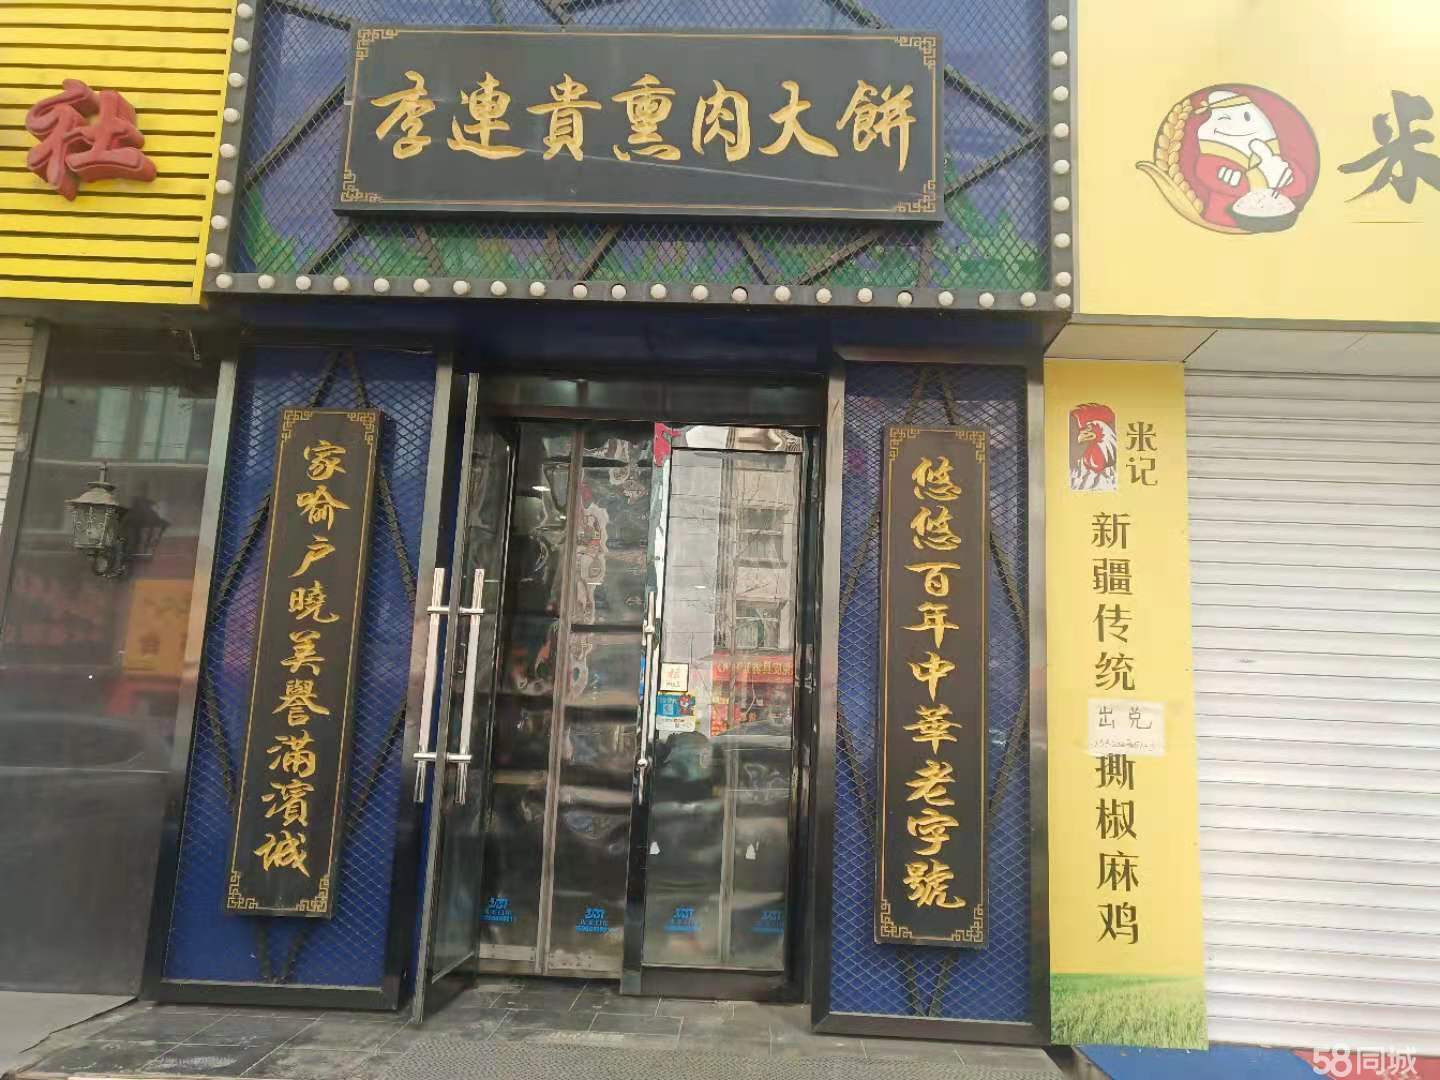 社
李連貴熏肉大餅
米
家喻户曉美譽滿濱城
悠悠百年中華老字號
米记
新疆传统
出兑
撕椒麻鸡
58同城